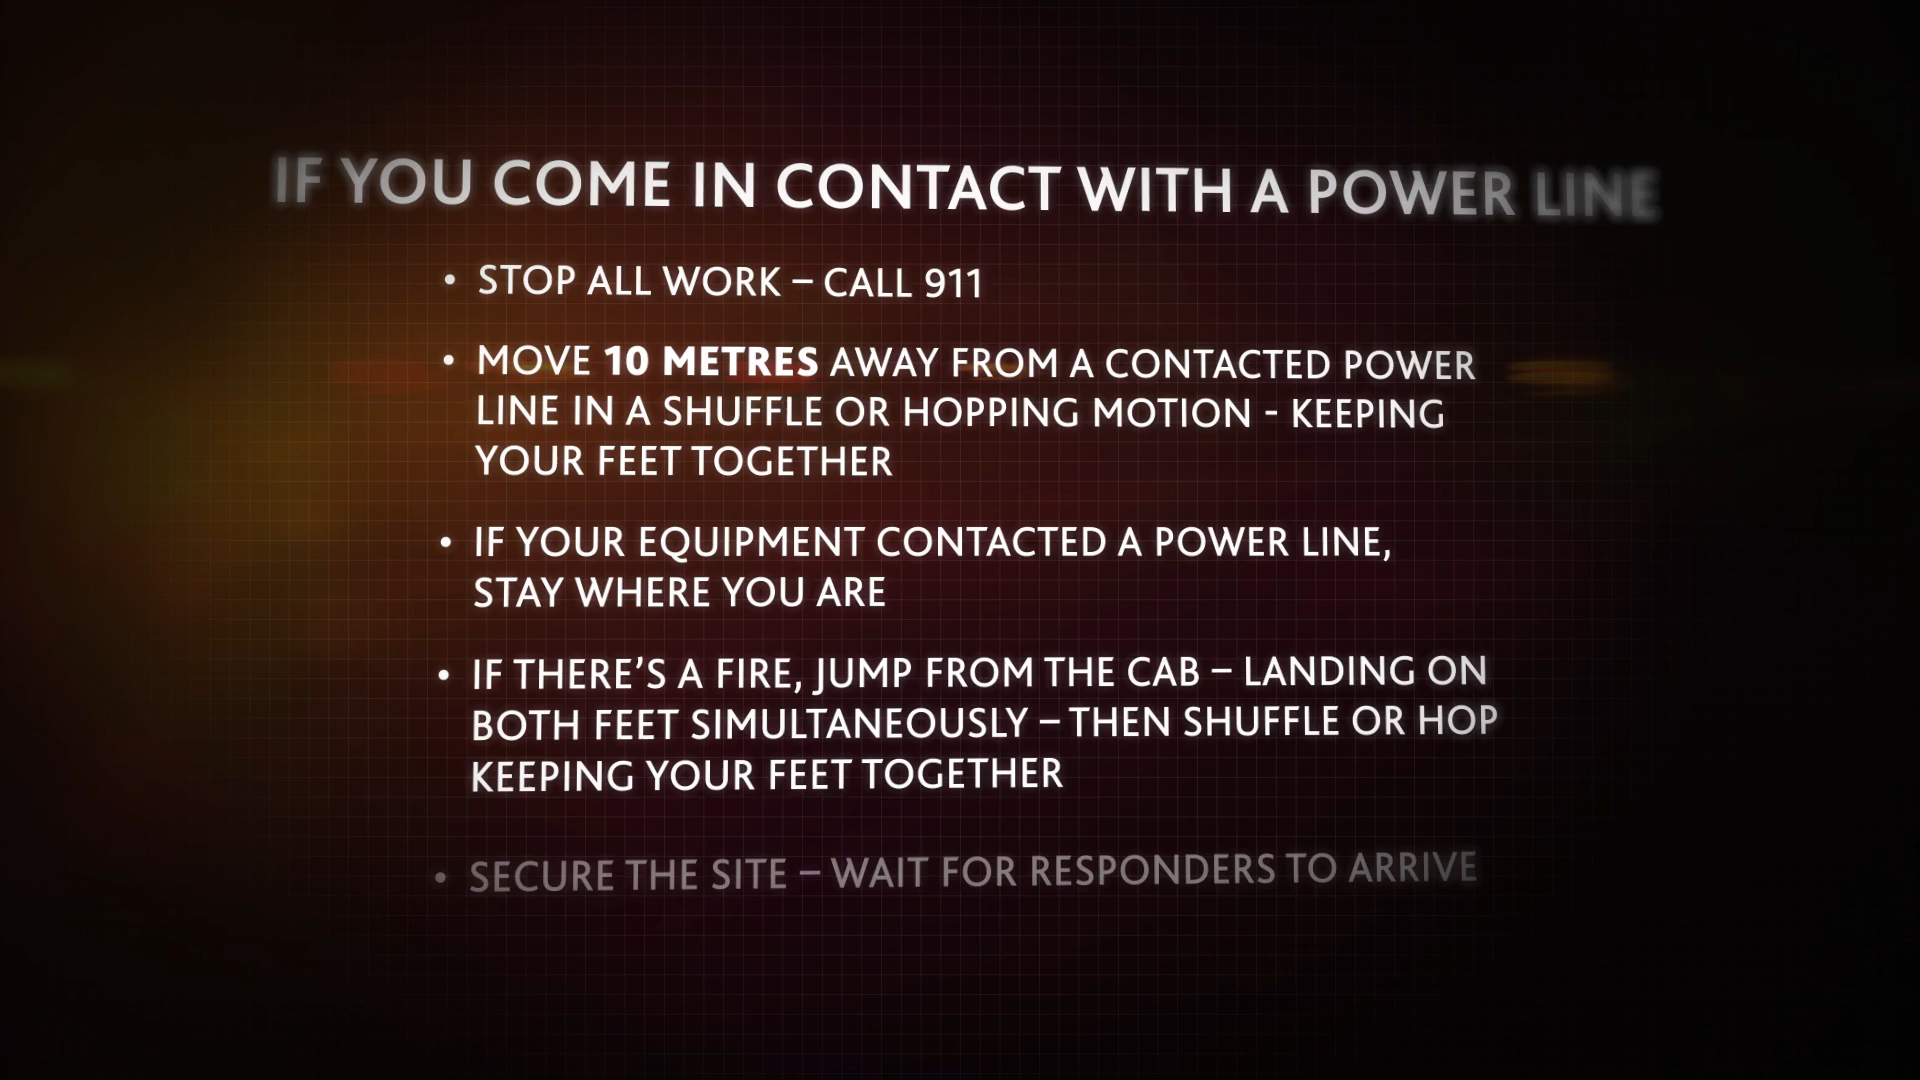 IF YOU COME IN CONTACT WITH A POWER LINE
• STOP ALL WORK – CALL 911
• MOVE 10 METRES AWAY FROM A CONTACTED POWER
LINE IN A SHUFFLE OR HOPPING MOTION - KEEPING
YOUR FEET TOGETHER
• IF YOUR EQUIPMENT CONTACTED A POWER LINE,
STAY WHERE YOU ARE
• IF THERE’S A FIRE, JUMP FROM THE CAB – LANDING ON
BOTH FEET SIMULTANEOUSLY – THEN SHUFFLE OR HOP
KEEPING YOUR FEET TOGETHER
• SECURE THE SITE – WAIT FOR RESPONDERS TO ARRIVE